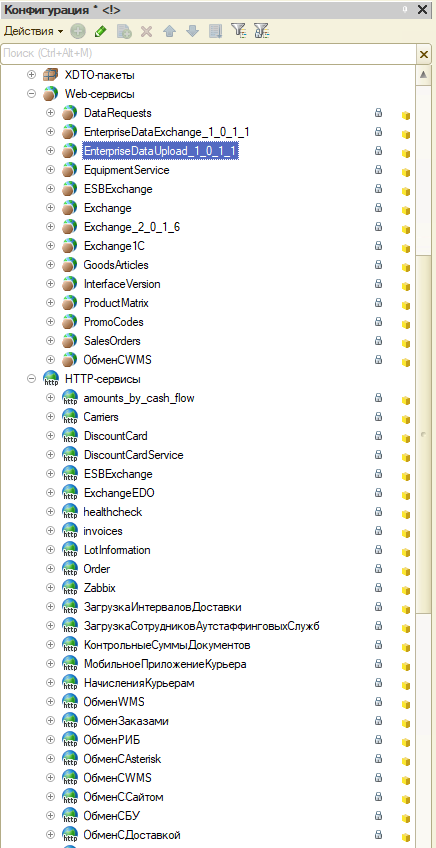 Конфигурация * <!>
Действия
Поиск (Ctrl+Alt+M)
XDTO-пакеты
Web-сервисы
DataRequests
EnterpriseDataExchange_1_0_1_1
EnterpriseDataUpload_1_0_1_1
EquipmentService
ESBExchange
Exchange
Exchange_2_0_1_6
Exchange1C
GoodsArticles
InterfaceVersion
ProductMatrix
PromoCodes
SalesOrders
ОбменСWMS
HTTP-сервисы
amounts_by_cash_flow
Carriers
DiscountCard
DiscountCardService
ESBExchange
ExchangeEDO
healthcheck
invoices
LotInformation
Order
Zabbix
ЗагрузкаИнтерваловДоставки
ЗагрузкаСотрудниковАутстаффинговыхСлужб
КонтрольныеСуммыДокументов
МобильноеПриложениеКурьера
НачисленияКурьерам
ОбменWMS
ОбменЗаказами
ОбменРИБ
ОбменСAsterisk
ОбменСWMS
ОбменССайтом
ОбменСБУ
ОбменСДоставкой